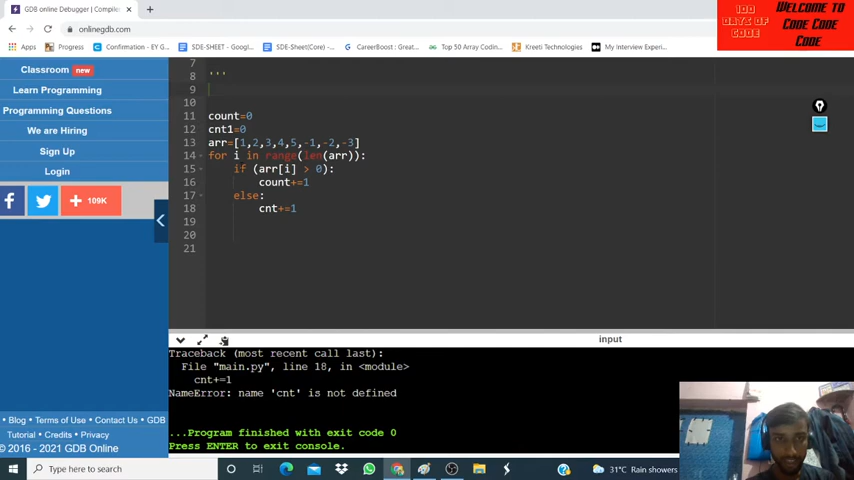 GDB online Debugger | Compiler
onlinegdb.com
Apps Progress Confirmation - EY G... SDE-SHEET - Googl... SDE-Sheet(Core) -... CareerBoost : Great... Top 50 Array Coding... Kreeti Technologies My Interview Experi...
100 DAYS OF CODE
WELCOME TO CODE CODE CODE
Classroom new
Learn Programming
Programming Questions
We are Hiring
Sign Up
Login
f + 109K
7
8 '''
9
10
11 count=0
12 cnt1=0
13 arr=[1,2,3,4,5,-1,-2,-3]
14 for i in range(len(arr)):
15 if (arr[i] > 0):
16 count+=1
17 else:
18 cnt+=1
19
20
21
input
Traceback (most recent call last):
File "main.py", line 18, in <module>
cnt+=1
NameError: name 'cnt' is not defined
...Program finished with exit code 0
Press ENTER to exit console.
• Blog • Terms of Use • Contact Us • GDB
Tutorial • Credits • Privacy
© 2016 - 2021 GDB Online
Type here to search
31°C Rain showers